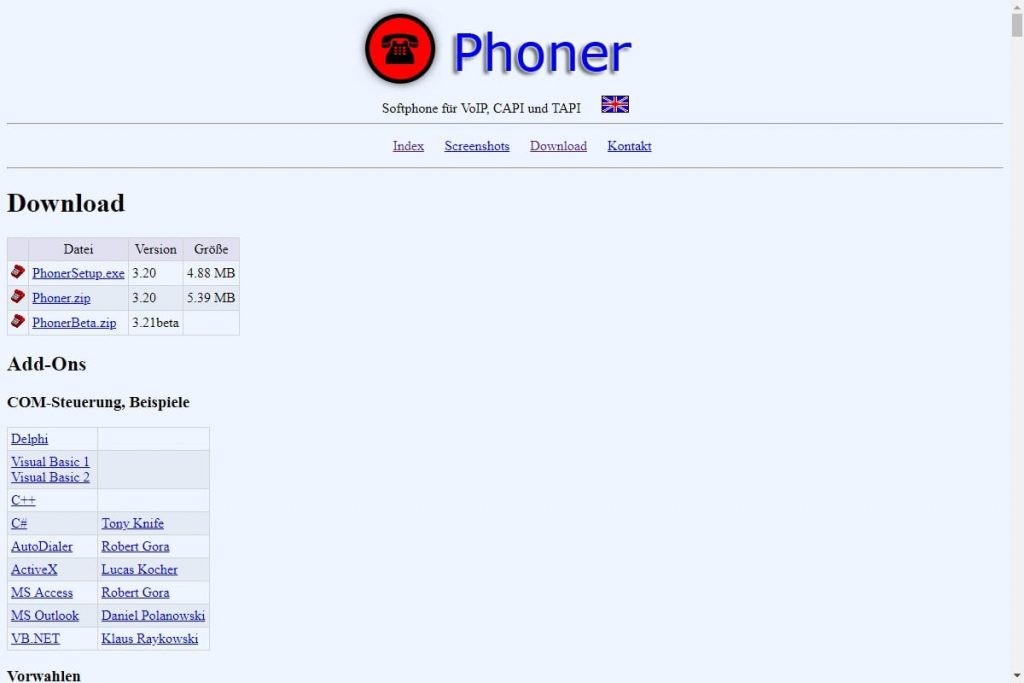 Phoner
Softphone für VoIP, CAPI und TAPI
Index Screenshots Download Kontakt
Download
Datei Version Größe
PhonerSetup.exe 3.20 4.88 MB
Phoner.zip 3.20 5.39 MB
PhonerBeta.zip 3.21beta
Add-Ons
COM-Steuerung, Beispiele
Delphi
Visual Basic 1
Visual Basic 2
C++
C# Tony Knife
AutoDialer Robert Gora
ActiveX Lucas Kocher
MS Access Robert Gora
MS Outlook Daniel Polanowski
VB.NET Klaus Raykowski
Vorwahlen